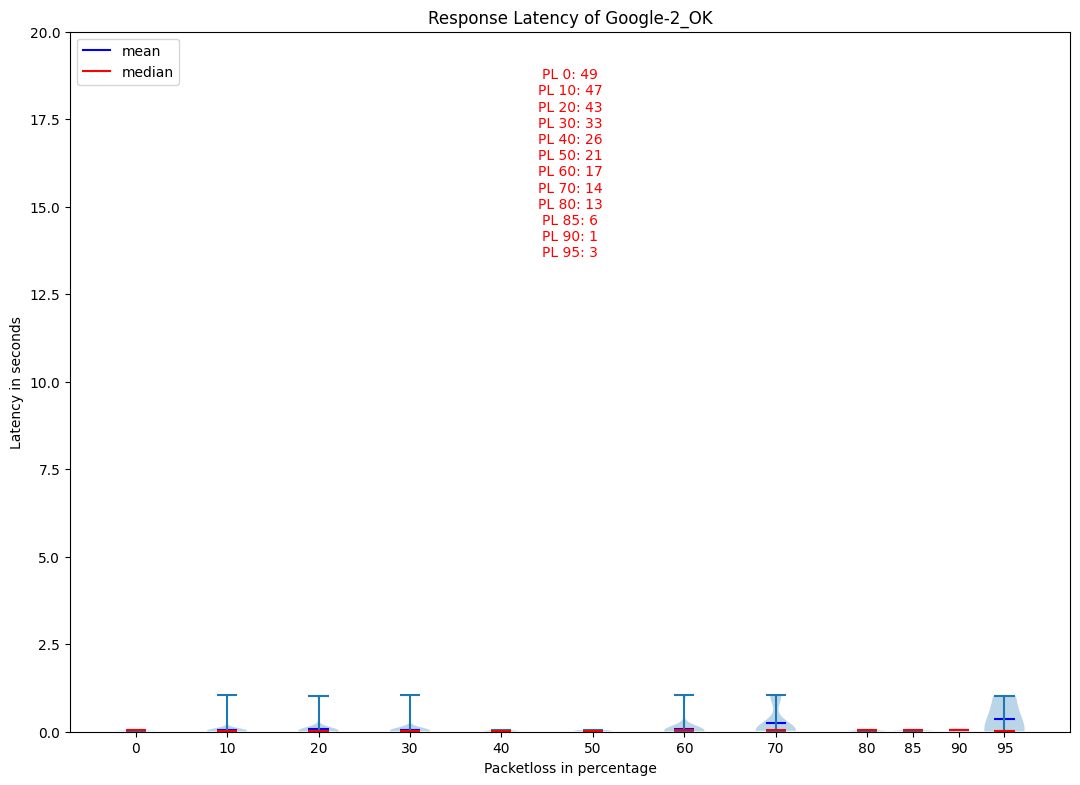 Response Latency of Google-2_OK
mean
median
PL 0: 49
PL 10: 47
PL 20: 43
PL 30: 33
PL 40: 26
PL 50: 21
PL 60: 17
PL 70: 14
PL 80: 13
PL 85: 6
PL 90: 1
PL 95: 3
Latency in seconds
20.0
17.5
15.0
12.5
10.0
7.5
5.0
2.5
0.0
0 10 20 30 40 50 60 70 80 85 90 95
Packetloss in percentage